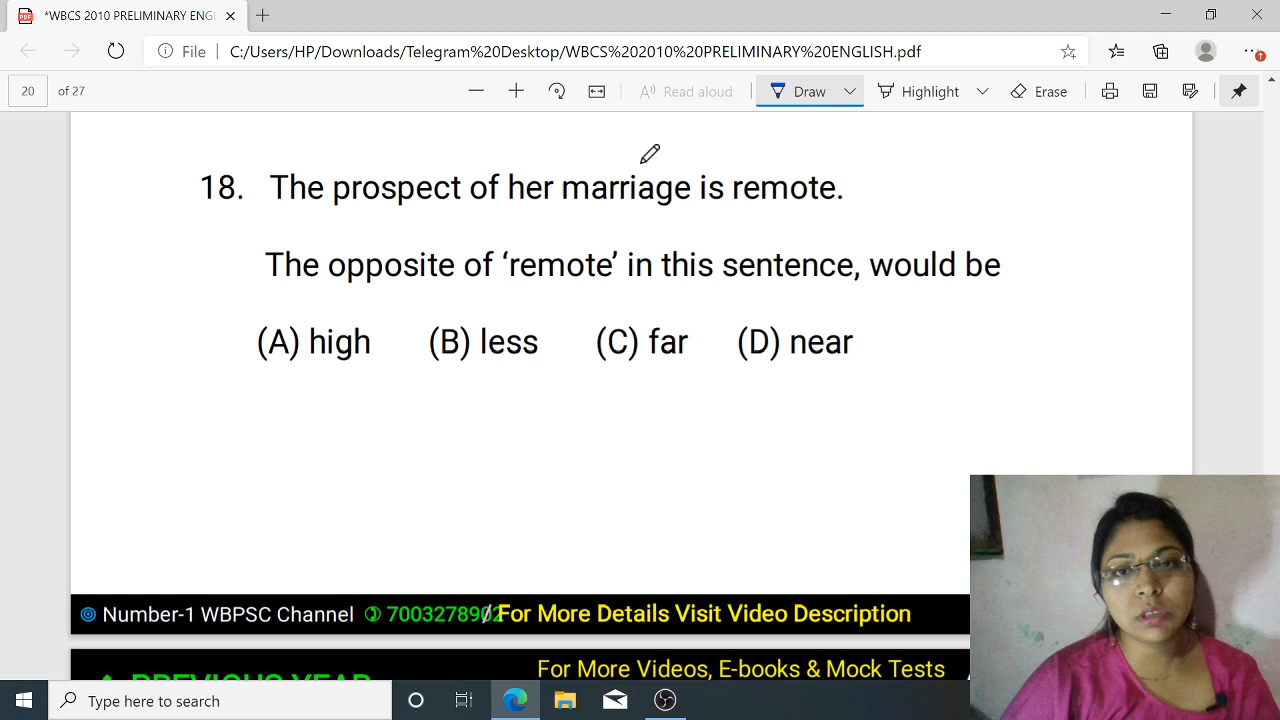 *WBCS 2010 PRELIMINARY ENGL
File C:/Users/HP/Downloads/Telegram%20Desktop/WBCS%202010%20PRELIMINARY%20ENGLISH.pdf
20 of 27 Read aloud Draw Highlight Erase
18. The prospect of her marriage is remote.
The opposite of ‘remote’ in this sentence, would be
(A) high (B) less (C) far (D) near
Number-1 WBPSC Channel 7003278902 / For More Details Visit Video Description
PREVIOUS YEAR
For More Videos, E-books & Mock Tests
Type here to search